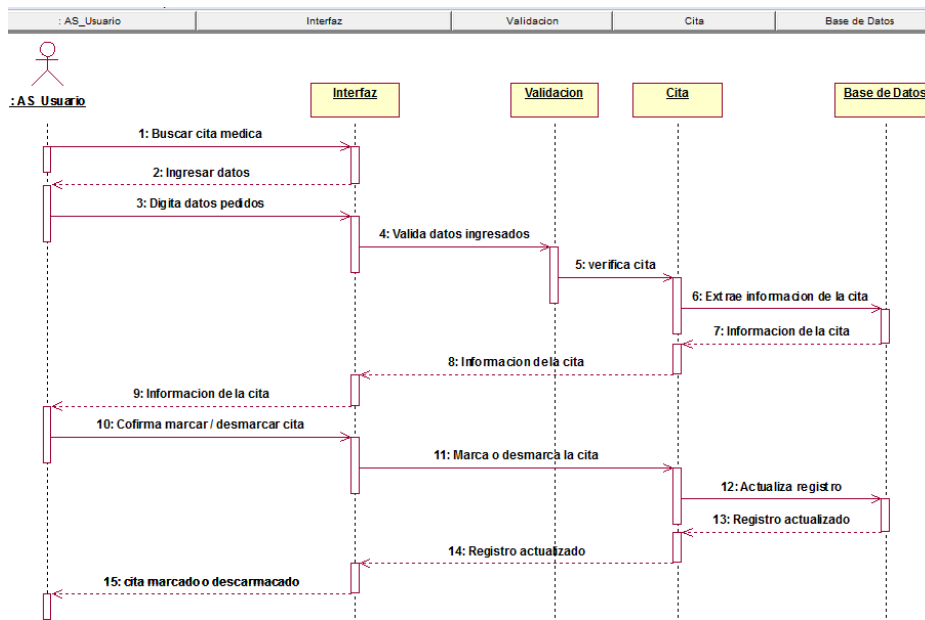 : AS_Usuario Interfaz Validacion Cita Base de Datos
: AS_Usuario Interfaz Validacion Cita Base de Datos
1: Buscar cita medica
2: Ingresar datos
3: Digita datos pedidos
4: Valida datos ingresados
5: verifica cita
6: Extrae informacion de la cita
7: Informacion de la cita
8: Informacion de la cita
9: Informacion de la cita
10: Cofirma marcar / desmarcar cita
11: Marca o desmarca la cita
12: Actualiza registro
13: Registro actualizado
14: Registro actualizado
15: cita marcado o descarmacado